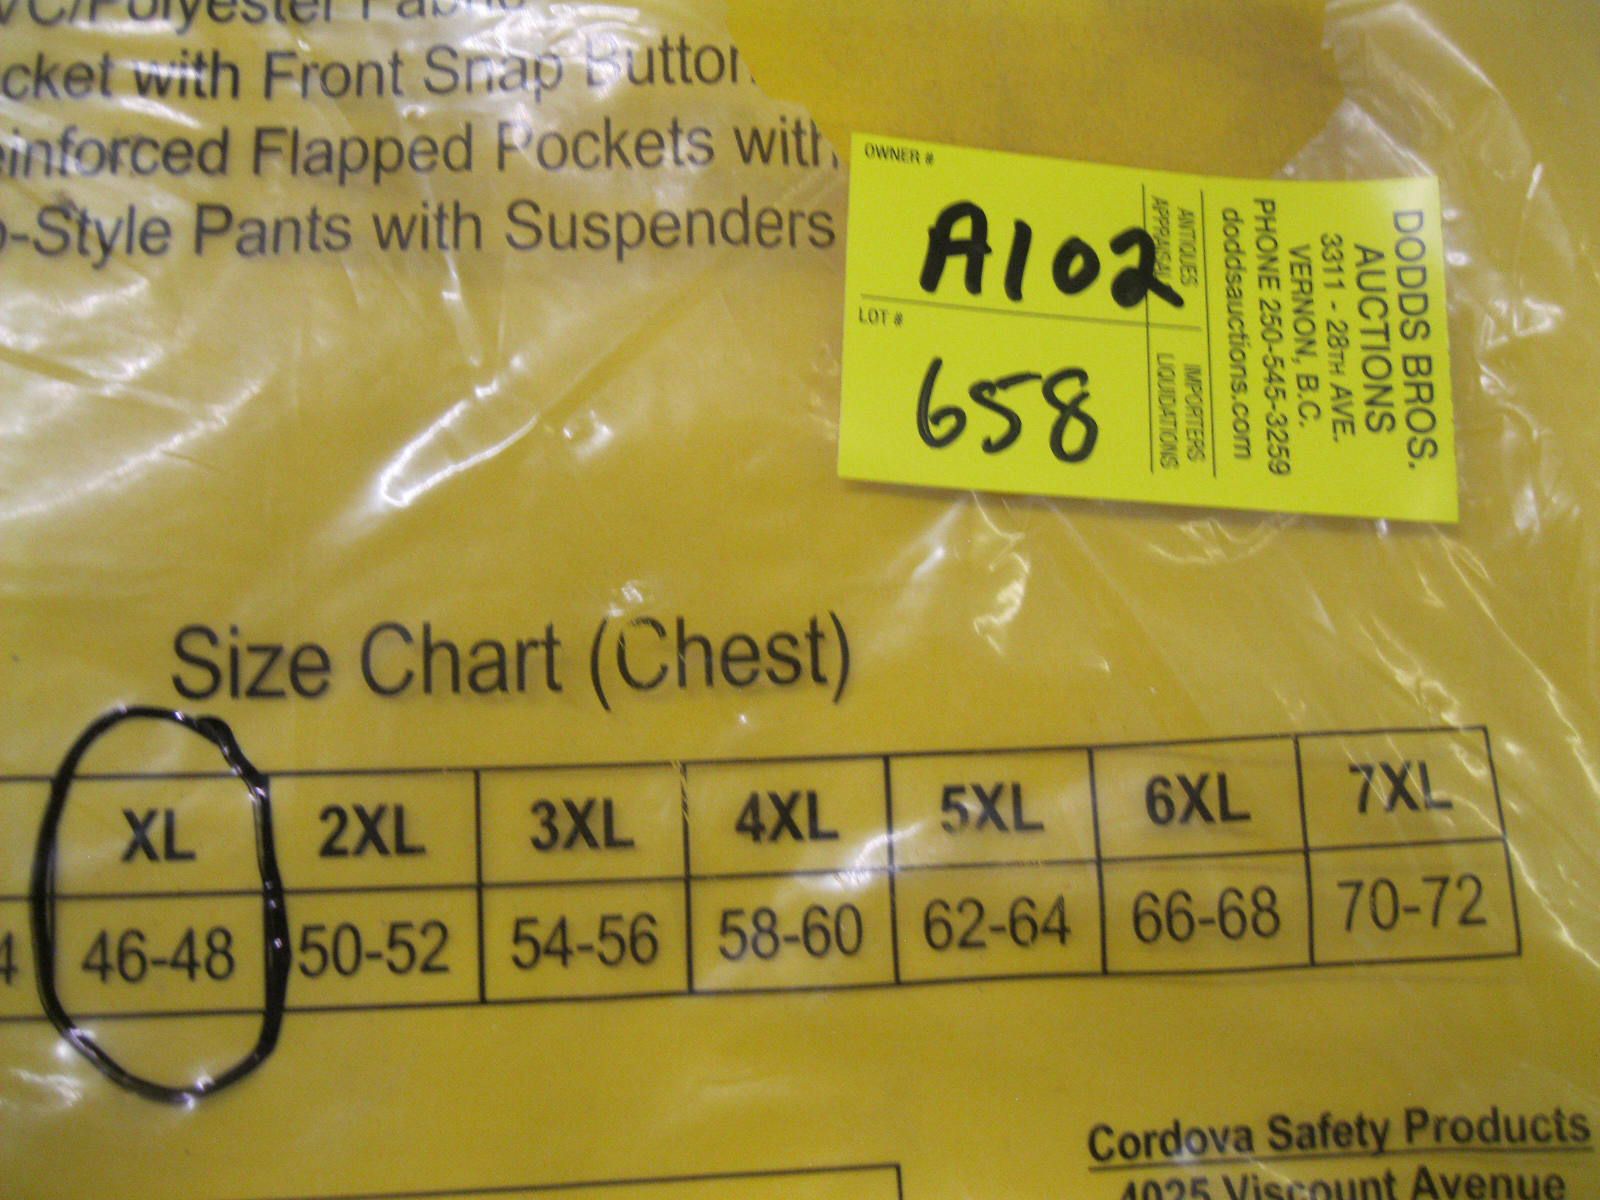 VC/Polyester Fabric
cket with Front Snap Button
einforced Flapped Pockets with
-Style Pants with Suspenders
OWNER #
A102
LOT #
658
ANTIQUES
APPRAISAL
IMPORTERS
LIQUIDATIONS
DODDS BROS.
AUCTIONS
3311 - 28TH AVE.
VERNON, B.C.
PHONE 250-545-3259
doddsauctions.com
Size Chart (Chest)
XL 2XL 3XL 4XL 5XL 6XL 7XL
4 46-48 50-52 54-56 58-60 62-64 66-68 70-72
Cordova Safety Products
4025 Viscount Avenue